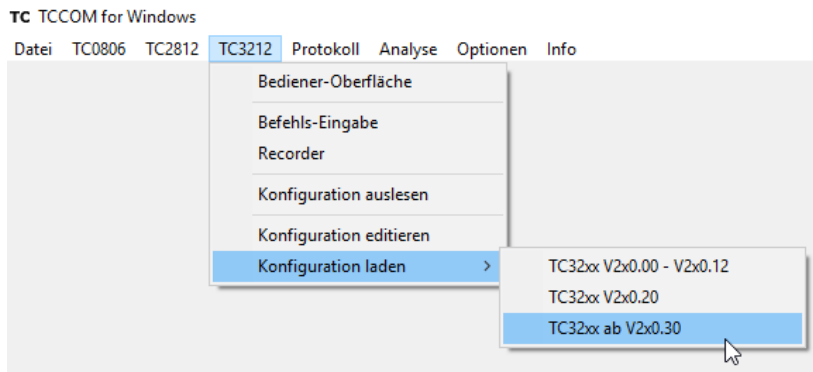 TC TCCOM for Windows
Datei TC0806 TC2812 TC3212 Protokoll Analyse Optionen Info
Bediener-Oberfläche
Befehls-Eingabe
Recorder
Konfiguration auslesen
Konfiguration editieren
Konfiguration laden
TC32xx V2x0.00 - V2x0.12
TC32xx V2x0.20
TC32xx ab V2x0.30